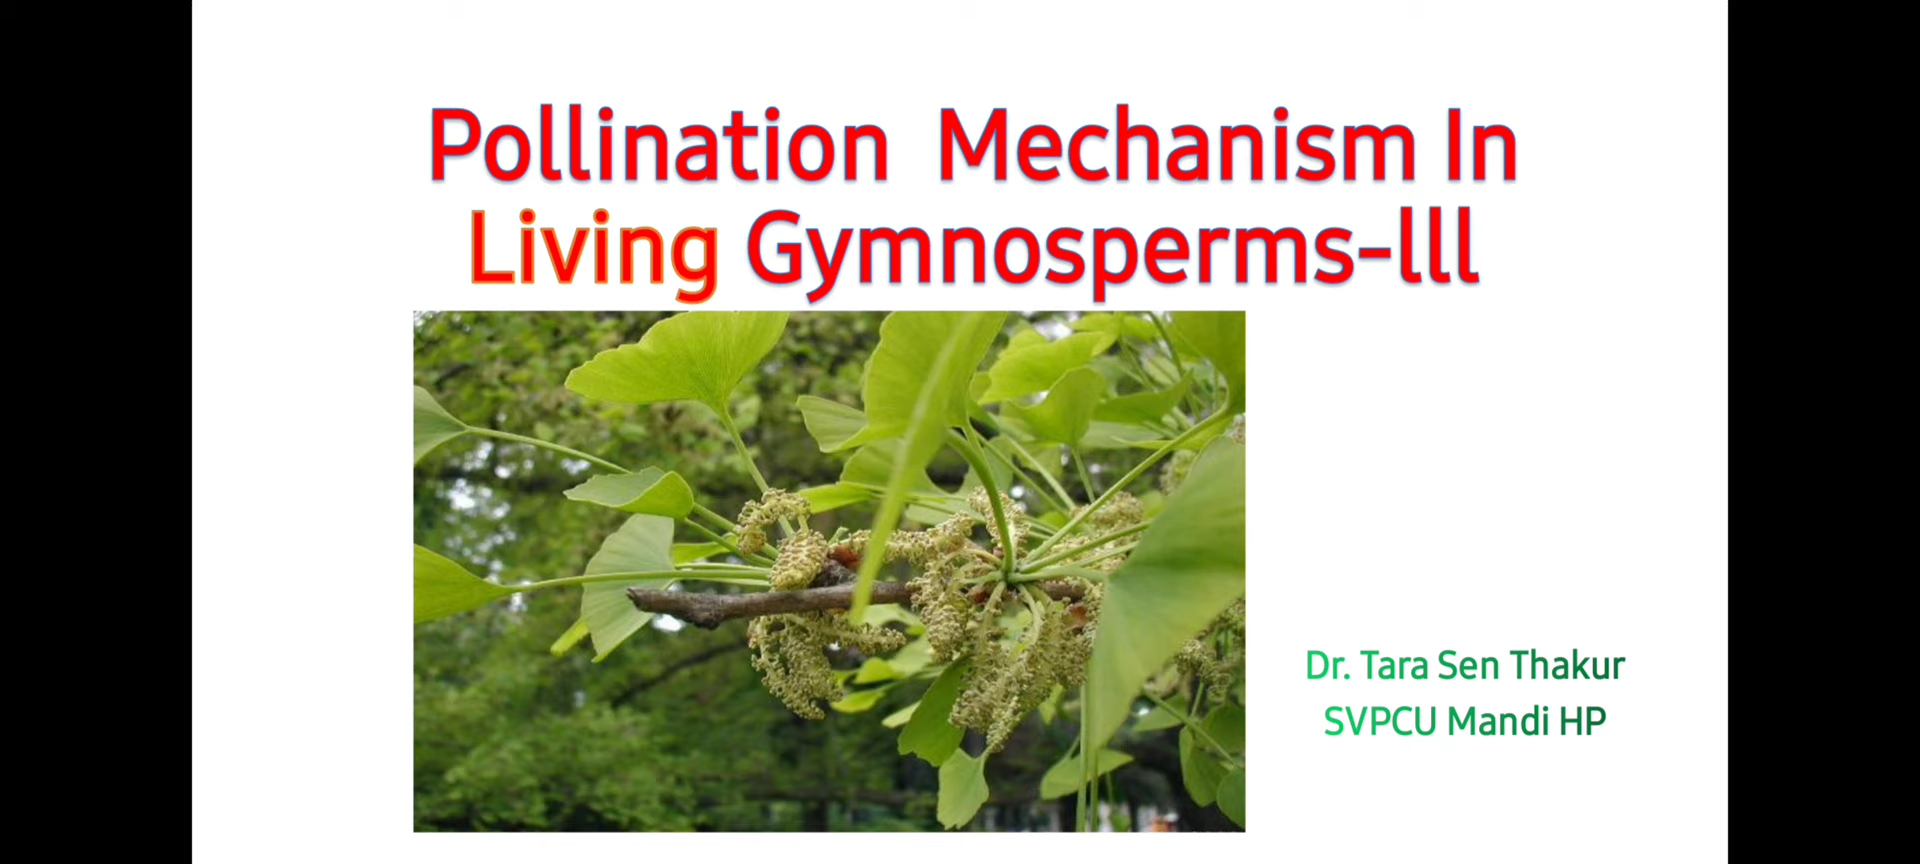 Pollination Mechanism In
Living Gymnosperms-lll
Dr. Tara Sen Thakur
SVPCU Mandi HP